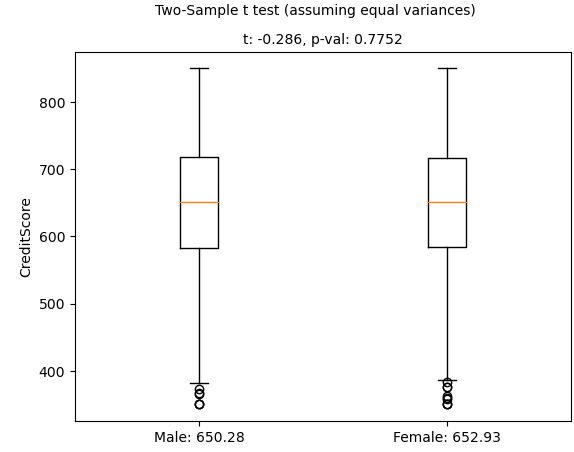 Two-Sample t test (assuming equal variances)
t: -0.286, p-val: 0.7752
CreditScore
800
700
600
500
400
Male: 650.28
Female: 652.93